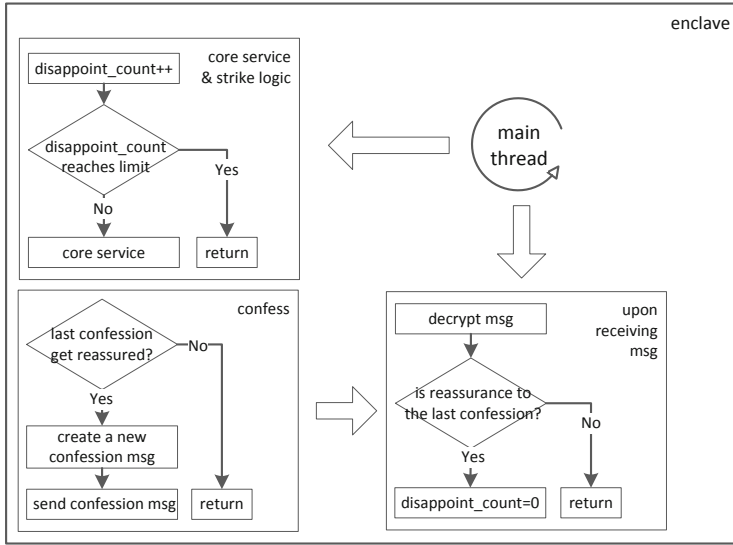 enclave
core service
& strike logic
disappoint_count++
disappoint_count
reaches limit
Yes
No
core service
return
main
thread
confess
last confession
get reassured?
No
Yes
create a new
confession msg
send confession msg
return
upon
receiving
msg
decrypt msg
is reassurance to
the last confession?
No
Yes
disappoint_count=0
return